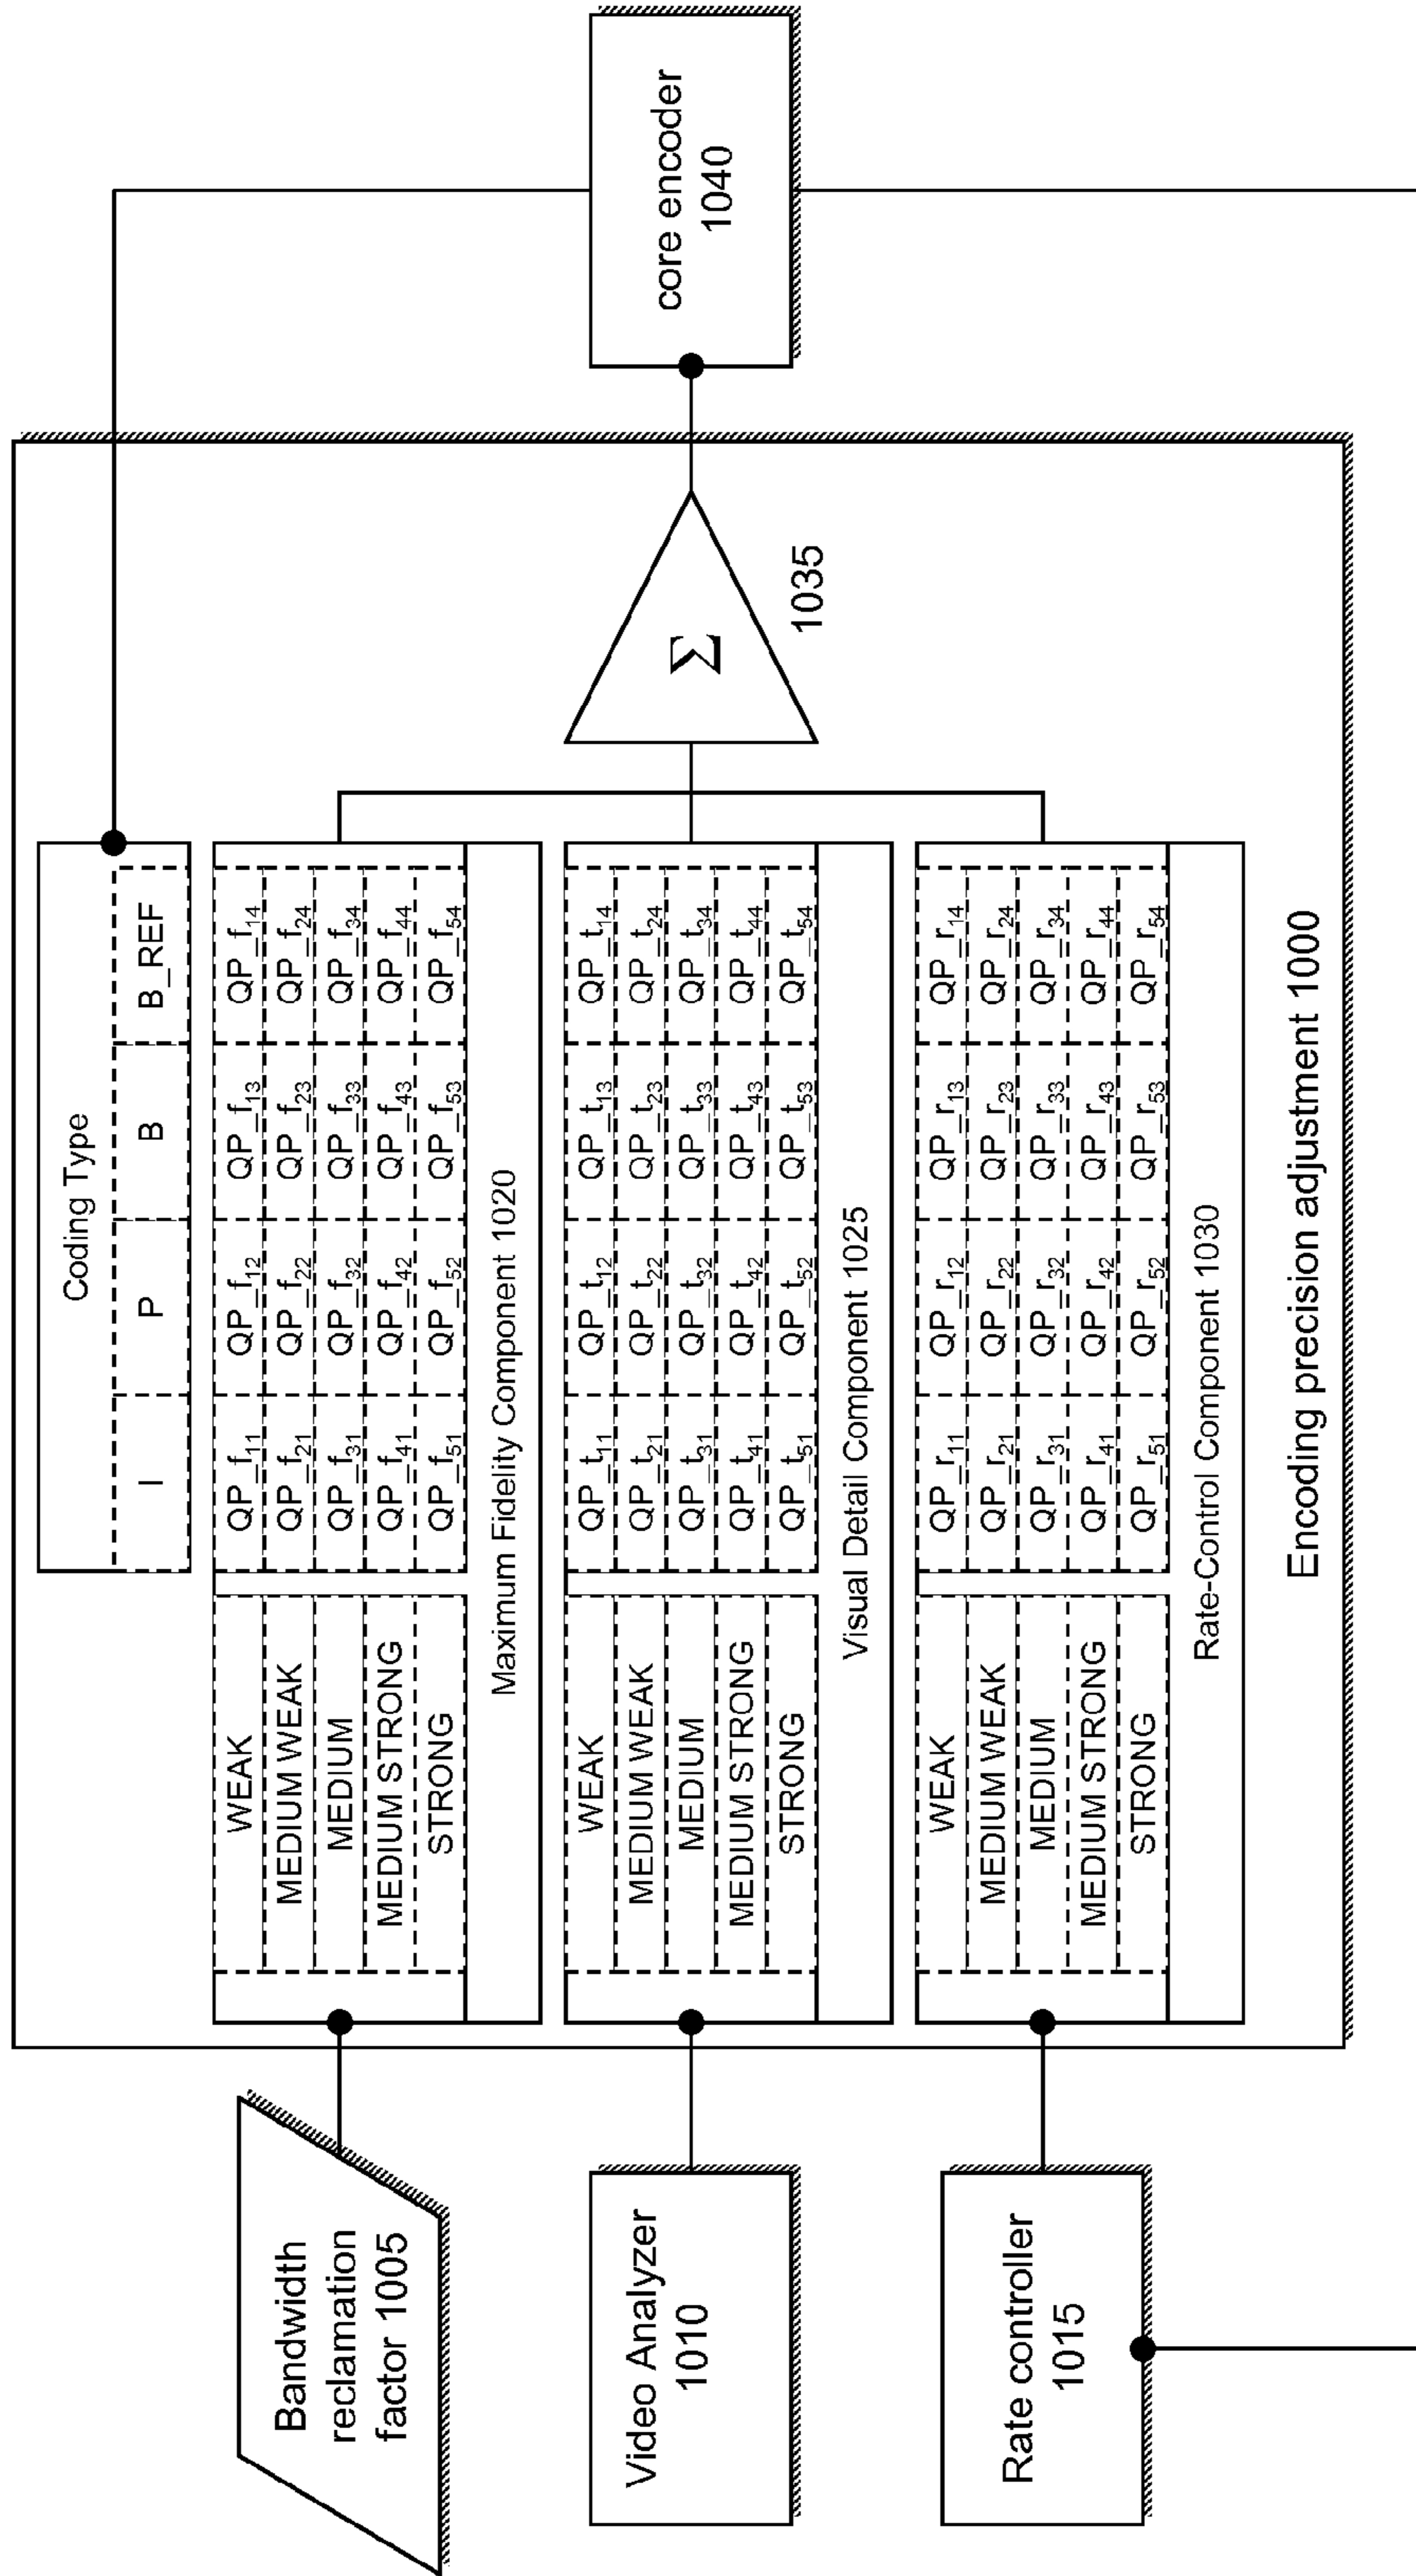 Coding Type
I P B B_REF
Bandwidth
reclamation
factor 1005
WEAK QP_f11 QP_f12 QP_f13 QP_f14
MEDIUM WEAK QP_f21 QP_f22 QP_f23 QP_f24
MEDIUM QP_f31 QP_f32 QP_f33 QP_f34
MEDIUM STRONG QP_f41 QP_f42 QP_f43 QP_f44
STRONG QP_f51 QP_f52 QP_f53 QP_f54
Maximum Fidelity Component 1020
Video Analyzer
1010
WEAK QP_t11 QP_t12 QP_t13 QP_t14
MEDIUM WEAK QP_t21 QP_t22 QP_t23 QP_t24
MEDIUM QP_t31 QP_t32 QP_t33 QP_t34
MEDIUM STRONG QP_t41 QP_t42 QP_t43 QP_t44
STRONG QP_t51 QP_t52 QP_t53 QP_t54
Visual Detail Component 1025
Σ
1035
core encoder
1040
Rate controller
1015
WEAK QP_r11 QP_r12 QP_r13 QP_r14
MEDIUM WEAK QP_r21 QP_r22 QP_r23 QP_r24
MEDIUM QP_r31 QP_r32 QP_r33 QP_r34
MEDIUM STRONG QP_r41 QP_r42 QP_r43 QP_r44
STRONG QP_r51 QP_r52 QP_r53 QP_r54
Rate-Control Component 1030
Encoding precision adjustment 1000